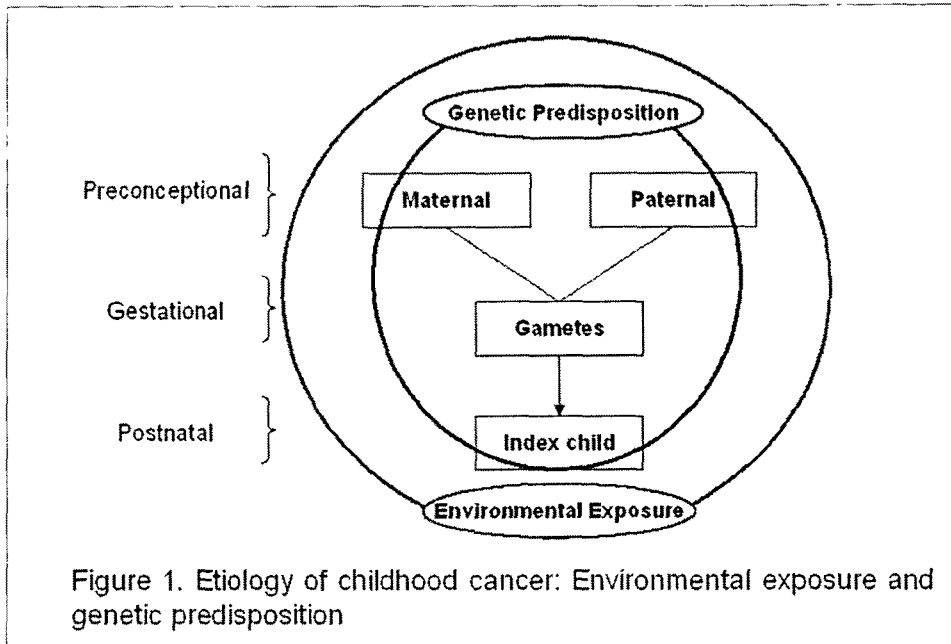 Genetic Predisposition
Preconceptional
Maternal
Paternal
Gestational
Gametes
Postnatal
Index child
Environmental Exposure
Figure 1. Etiology of childhood cancer: Environmental exposure and
genetic predisposition